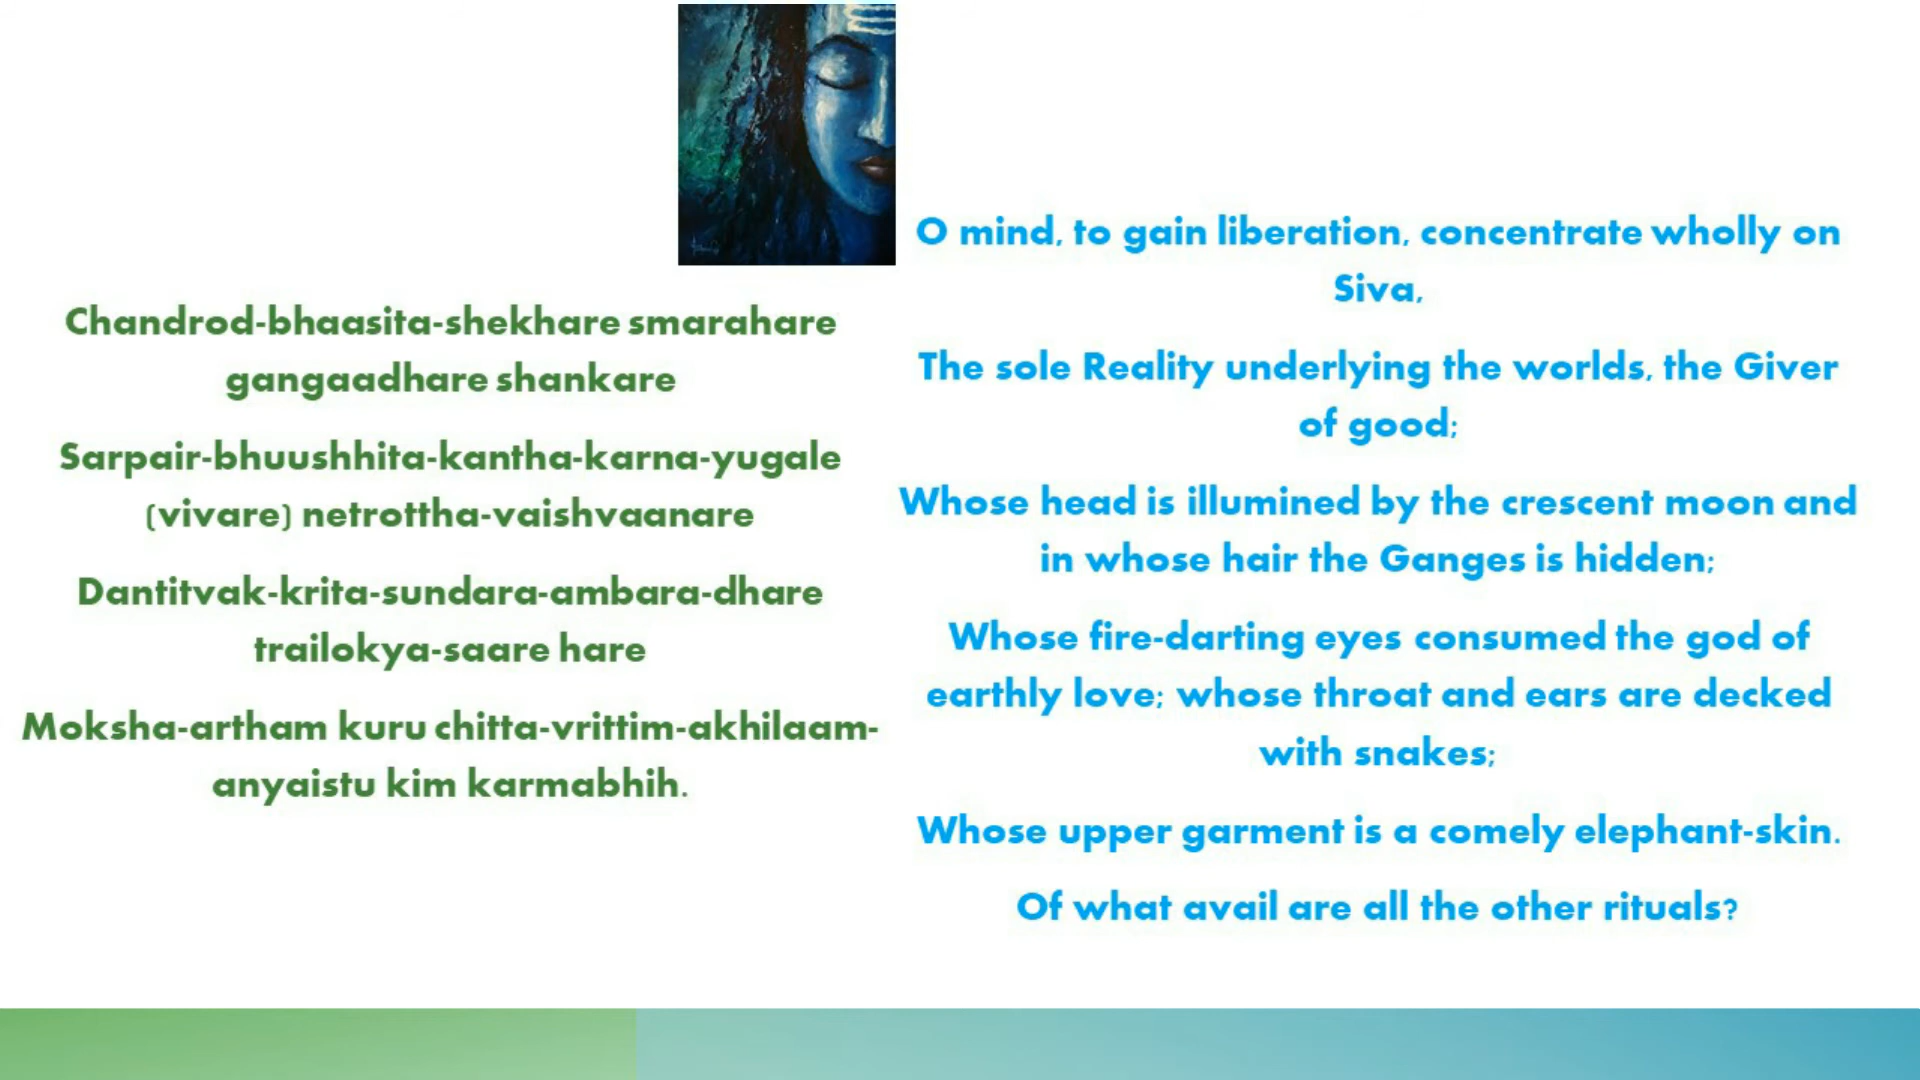 Chandrod-bhaasita-shekhare smarahare
gangaadhare shankare
Sarpair-bhuushhita-kantha-karna-yugale
(vivare) netrottha-vaishvaanare
Dantitvak-krita-sundara-ambara-dhare
trailokya-saare hare
Moksha-artham kuru chitta-vrittim-akhilaam-
anyaistu kim karmabhih.
O mind, to gain liberation, concentrate wholly on
Siva,
The sole Reality underlying the worlds, the Giver
of good;
Whose head is illumined by the crescent moon and
in whose hair the Ganges is hidden;
Whose fire-darting eyes consumed the god of
earthly love; whose throat and ears are decked
with snakes;
Whose upper garment is a comely elephant-skin.
Of what avail are all the other rituals?